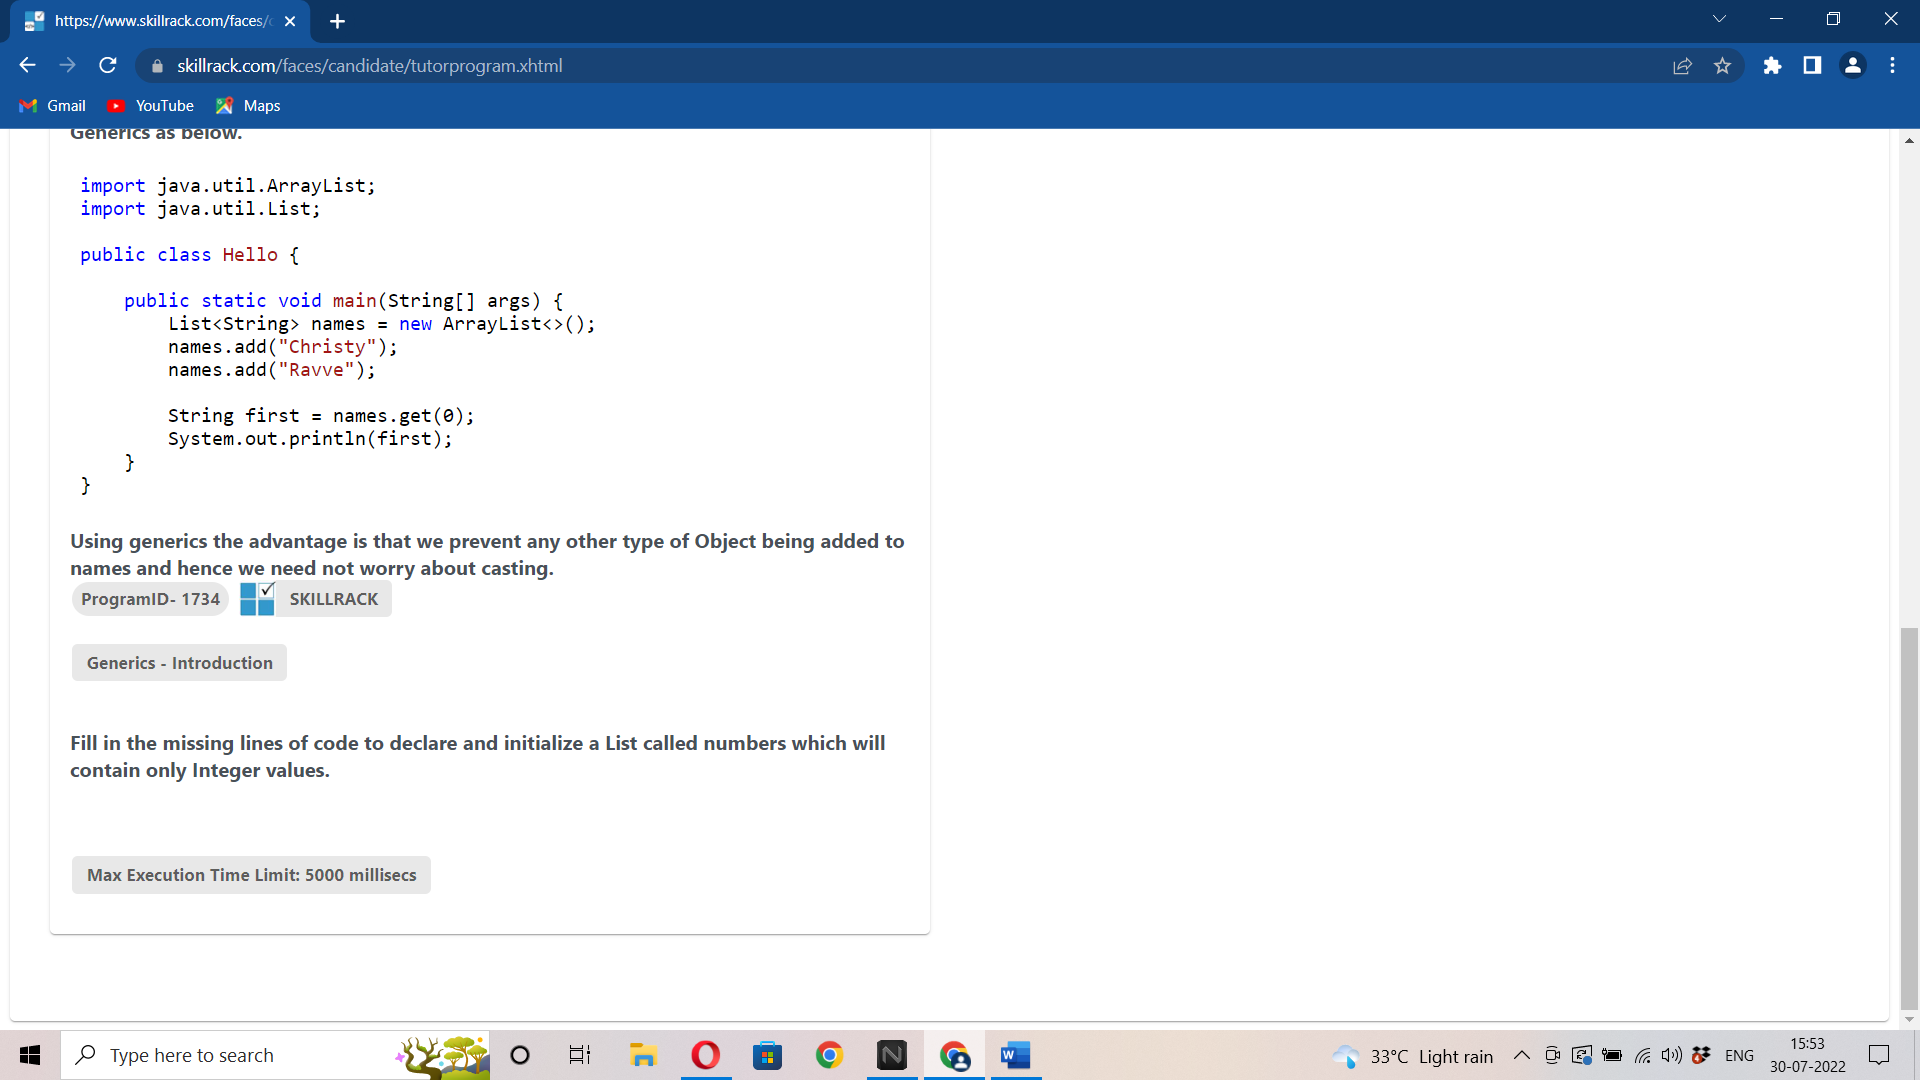 https://www.skillrack.com/faces/c
skillrack.com/faces/candidate/tutorprogram.xhtml
Gmail YouTube Maps
Generics as below.
import java.util.ArrayList;
import java.util.List;
public class Hello {
public static void main(String[] args) {
List<String> names = new ArrayList<>();
names.add("Christy");
names.add("Ravve");
String first = names.get(0);
System.out.println(first);
}
}
Using generics the advantage is that we prevent any other type of Object being added to
names and hence we need not worry about casting.
ProgramID- 1734 SKILLRACK
Generics - Introduction
Fill in the missing lines of code to declare and initialize a List called numbers which will
contain only Integer values.
Max Execution Time Limit: 5000 millisecs
Type here to search
33°C Light rain
ENG
15:53
30-07-2022